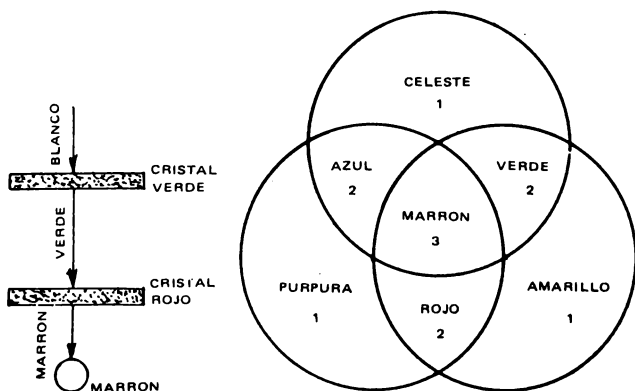 BLANCO
CRISTAL
VERDE
VERDE
CRISTAL
ROJO
MARRON
MARRON
CELESTE
1
AZUL
2
VERDE
2
MARRON
3
PURPURA
1
ROJO
2
AMARILLO
1